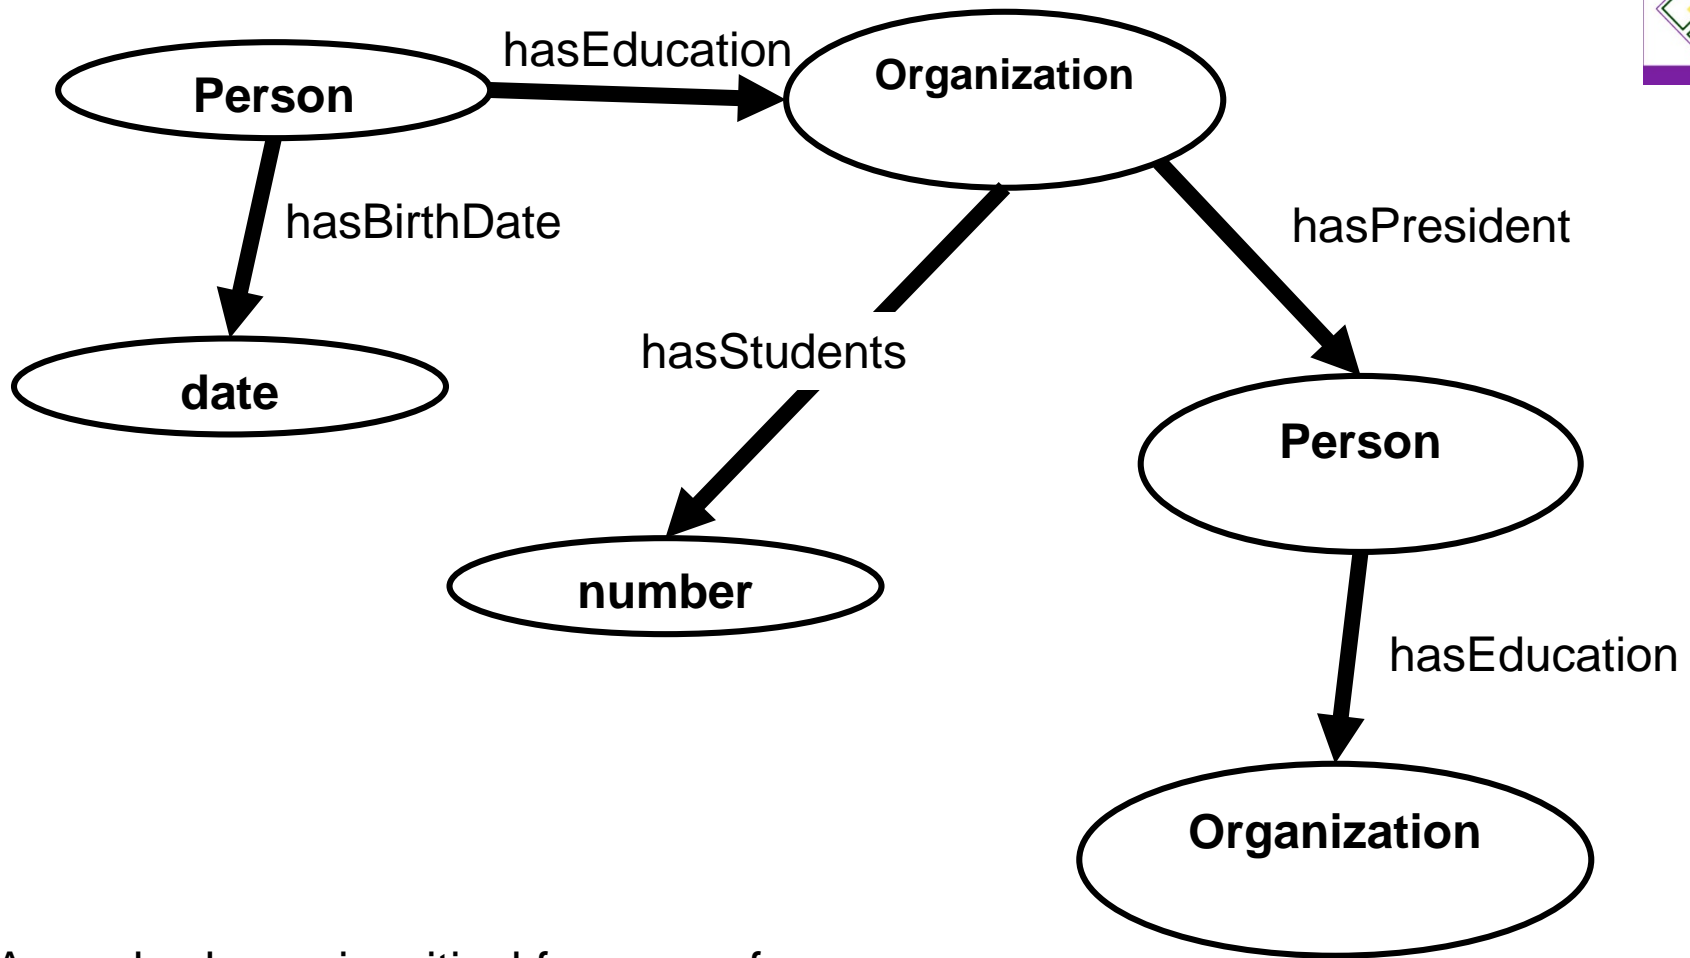 hasEducation
Organization
Person
hasBirthDate
hasPresident
hasStudents
date
Person
number
hasEducation
Organization